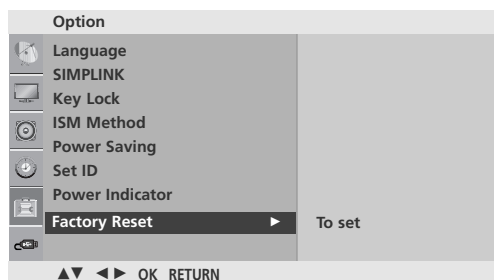 Option
Language
SIMPLINK
Key Lock
ISM Method
Power Saving
Set ID
Power Indicator
Factory Reset ► To set
▲▼ ◄► OK RETURN